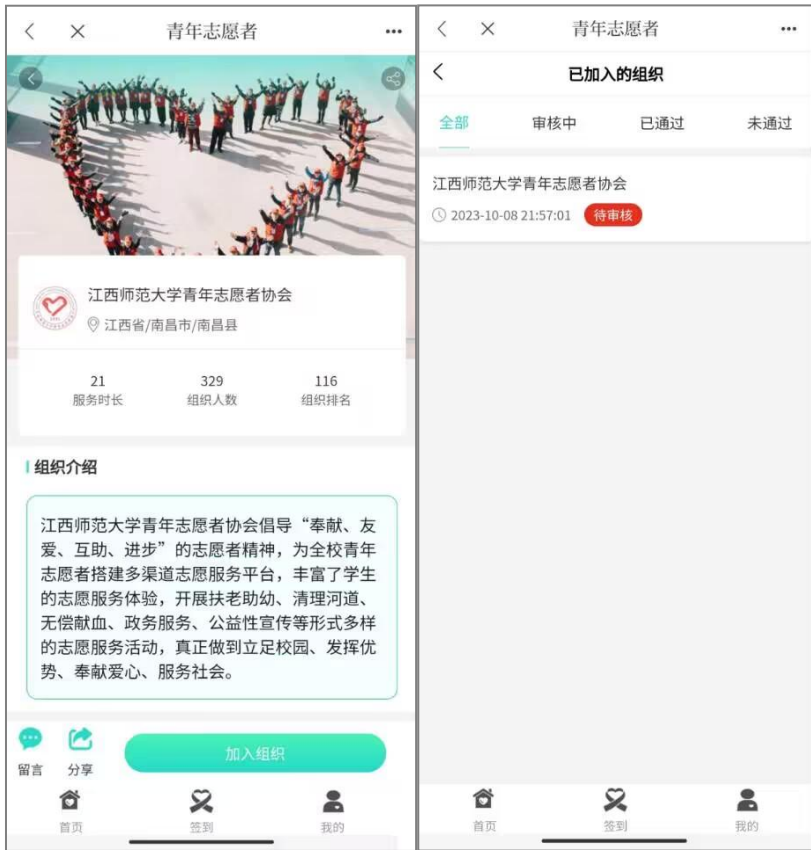 青年志愿者
江西师范大学青年志愿者协会
江西省/南昌市/南昌县
21 329 116
服务时长 组织人数 组织排名
组织介绍
江西师范大学青年志愿者协会倡导“奉献、友
爱、互助、进步”的志愿者精神，为全校青年
志愿者搭建多渠道志愿服务平台，丰富了学生
的志愿服务体验，开展扶老助幼、清理河道、
无偿献血、政务服务、公益性宣传等形式多样
的志愿服务活动，真正做到立足校园、发挥优
势、奉献爱心、服务社会。
留言 分享 加入组织
首页 签到 我的
青年志愿者
已加入的组织
全部 审核中 已通过 未通过
江西师范大学青年志愿者协会
2023-10-08 21:57:01 待审核
首页 签到 我的